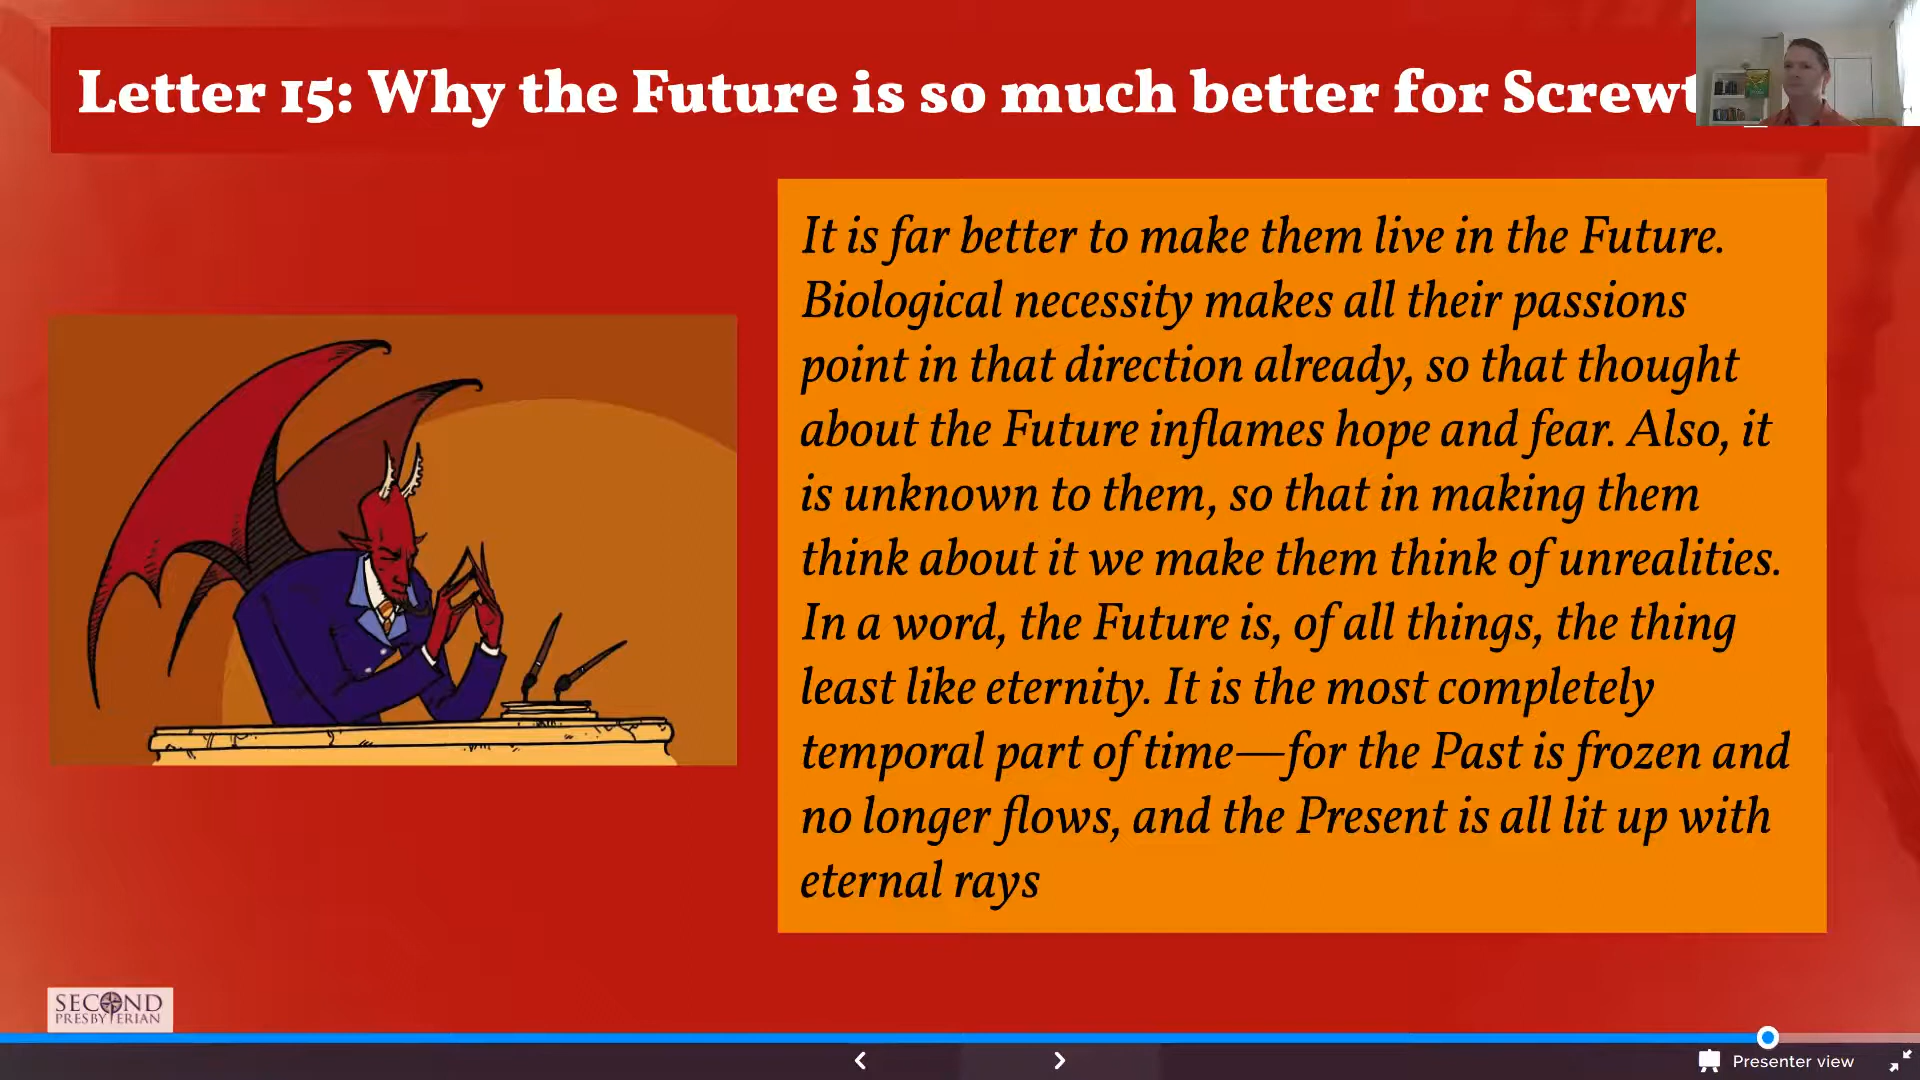 Letter 15: Why the Future is so much better for Screwt
It is far better to make them live in the Future.
Biological necessity makes all their passions
point in that direction already, so that thought
about the Future inflames hope and fear. Also, it
is unknown to them, so that in making them
think about it we make them think of unrealities.
In a word, the Future is, of all things, the thing
least like eternity. It is the most completely
temporal part of time—for the Past is frozen and
no longer flows, and the Present is all lit up with
eternal rays
SECOND
PRESBYTERIAN
Presenter view